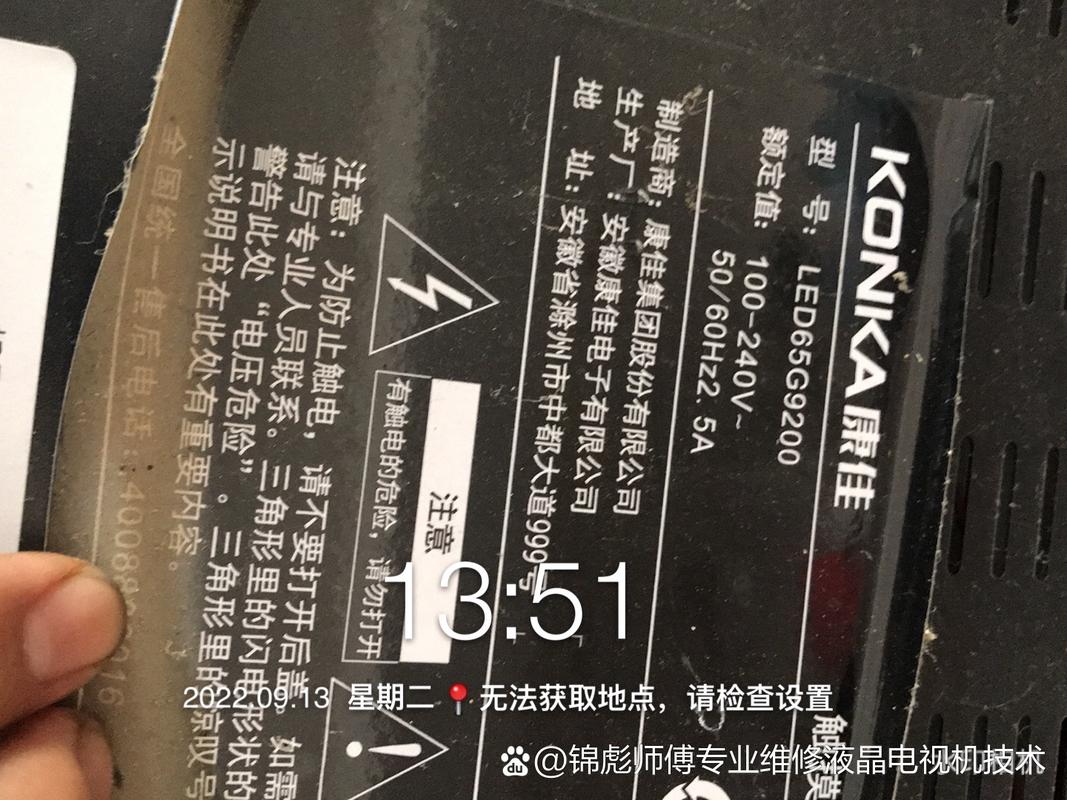 KONKA康佳
型 号：LED65G9200
额定值：100-240V~
50/60Hz2.5A
制造商：康佳集团股份有限公司
生产厂：安徽康佳电子有限公司
地 址：安徽省滁州市中都大道999号
注意
有触电的危险，请勿打开
注意：为防止触电，请不要打开后盖，如需
请与专业人员联系。三角形里的闪电形状的
警告此处“电压危险”。三角形里的惊叹号
示说明书在此处有重要内容。
全国统一售后电话:400880 016
触模
13:51
2022.09.13 星期二 无法获取地点，请检查设置
@锦彪师傅专业维修液晶电视机技术